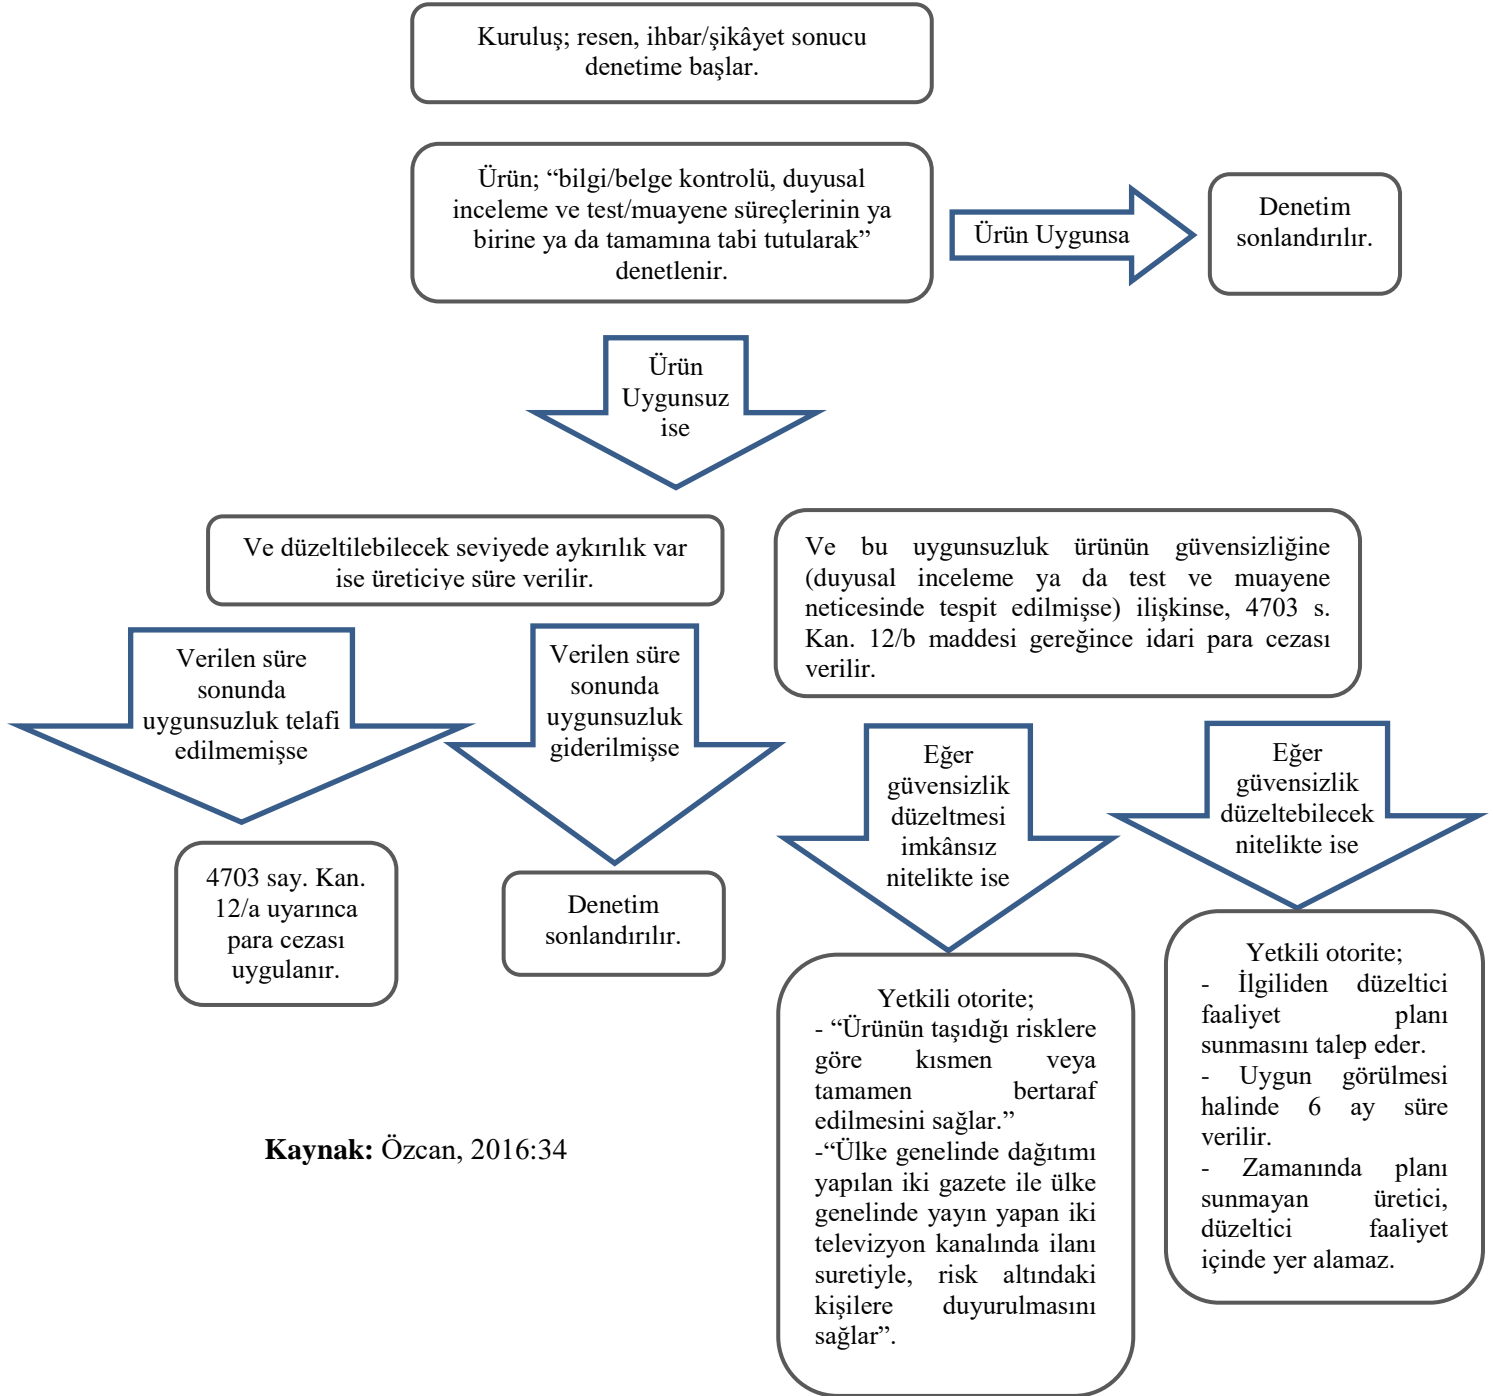 Kuruluş; resen, ihbar/şikâyet sonucu
denetime başlar.
Ürün; “bilgi/belge kontrolü, duyusal
inceleme ve test/muayene süreçlerinin ya
birine ya da tamamına tabi tutularak”
denetlenir.
Ürün Uygunsa
Denetim
sonlandırılır.
Ürün
Uygunsuz
ise
Ve düzeltilebilecek seviyede aykırılık var
ise üreticiye süre verilir.
Ve bu uygunsuzluk ürünün güvensizliğine
(duyusal inceleme ya da test ve muayene
neticesinde tespit edilmişse) ilişkinse, 4703 s.
Kan. 12/b maddesi gereğince idari para cezası
verilir.
Verilen süre
sonunda
uygunsuzluk telafi
edilmemişse
Verilen süre
sonunda
uygunsuzluk
giderilmişse
Eğer
güvensizlik
düzeltmesi
imkânsız
nitelikte ise
Eğer
güvensizlik
düzeltebilecek
nitelikte ise
4703 say. Kan.
12/a uyarınca
para cezası
uygulanır.
Denetim
sonlandırılır.
Yetkili otorite;
- “Ürünün taşıdığı risklere
göre kısmen veya
tamamen bertaraf
edilmesini sağlar.”
-“Ülke genelinde dağıtımı
yapılan iki gazete ile ülke
genelinde yayın yapan iki
televizyon kanalında ilanı
suretiyle, risk altındaki
kişilere duyurulmasını
sağlar”.
Yetkili otorite;
- İlgiliden düzeltici
faaliyet planı
sunmasını talep eder.
- Uygun görülmesi
halinde 6 ay süre
verilir.
- Zamanında planı
sunmayan üretici,
düzeltici faaliyet
içinde yer alamaz.
Kaynak: Özcan, 2016:34